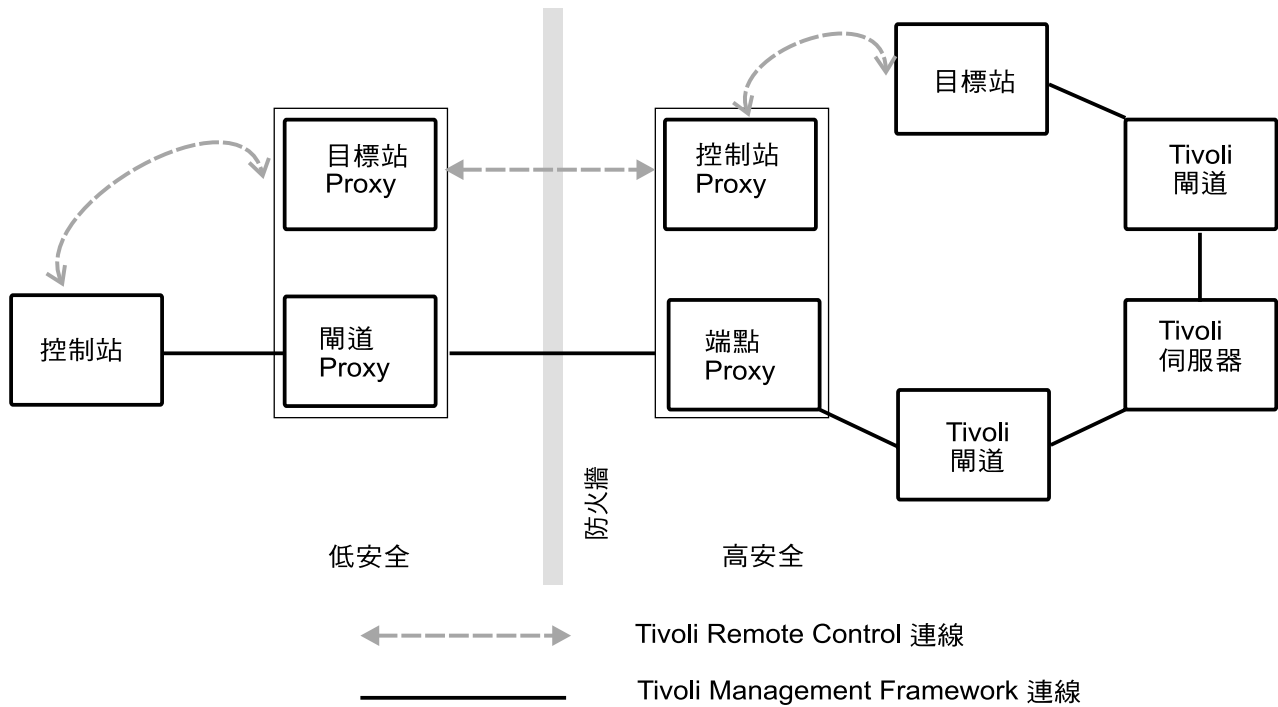 目標站
目標站
Proxy
控制站
Proxy
Tivoli
閘道
控制站
閘道
Proxy
端點
Proxy
Tivoli
伺服器
Tivoli
閘道
防火牆
低安全
高安全
Tivoli Remote Control 連線
Tivoli Management Framework 連線